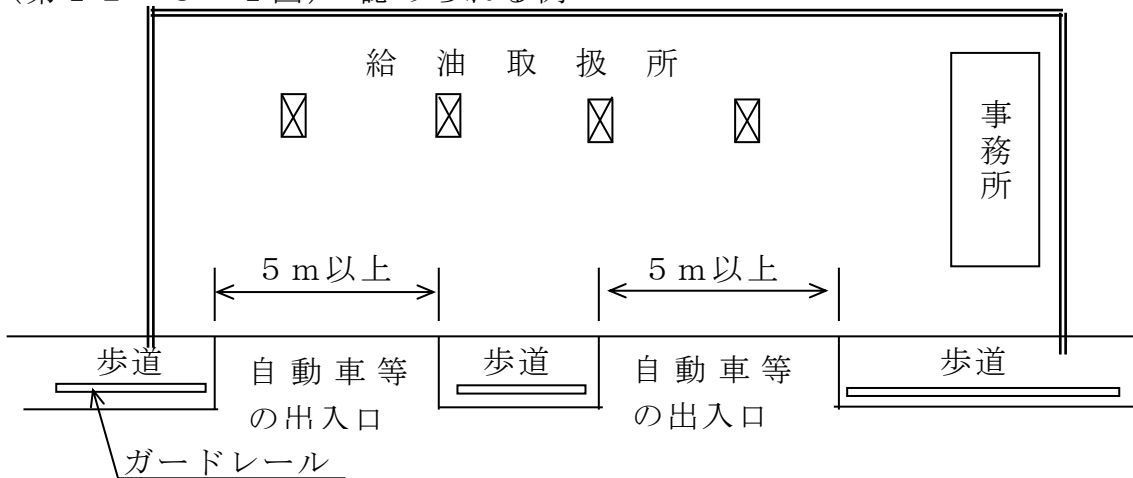 給油取扱所
事務所
5m以上
5m以上
歩道
自動車等
の出入口
歩道
自動車等
の出入口
歩道
ガードレール